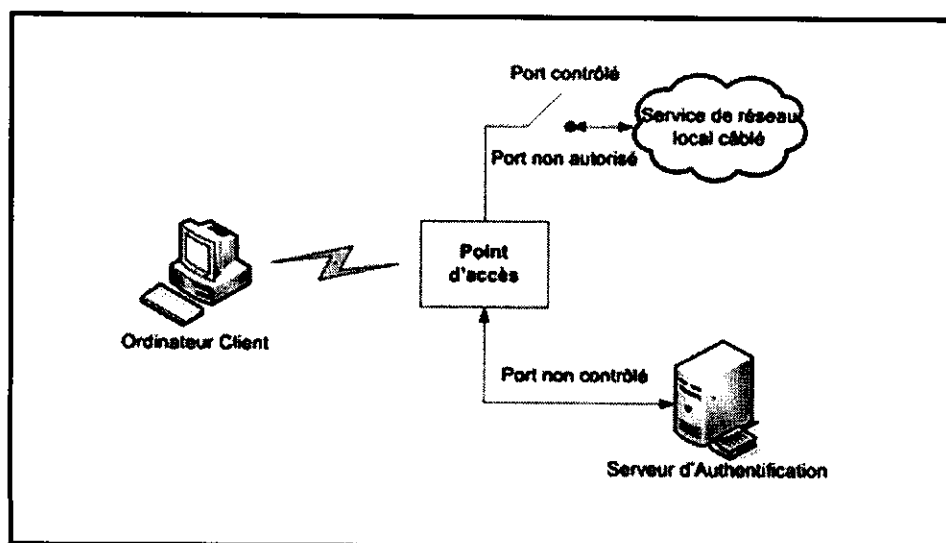 Port contrôlé
Service de réseau
local câblé
Port non autorisé
Point
d'accès
Ordinateur Client
Port non contrôlé
Serveur d'Authentification